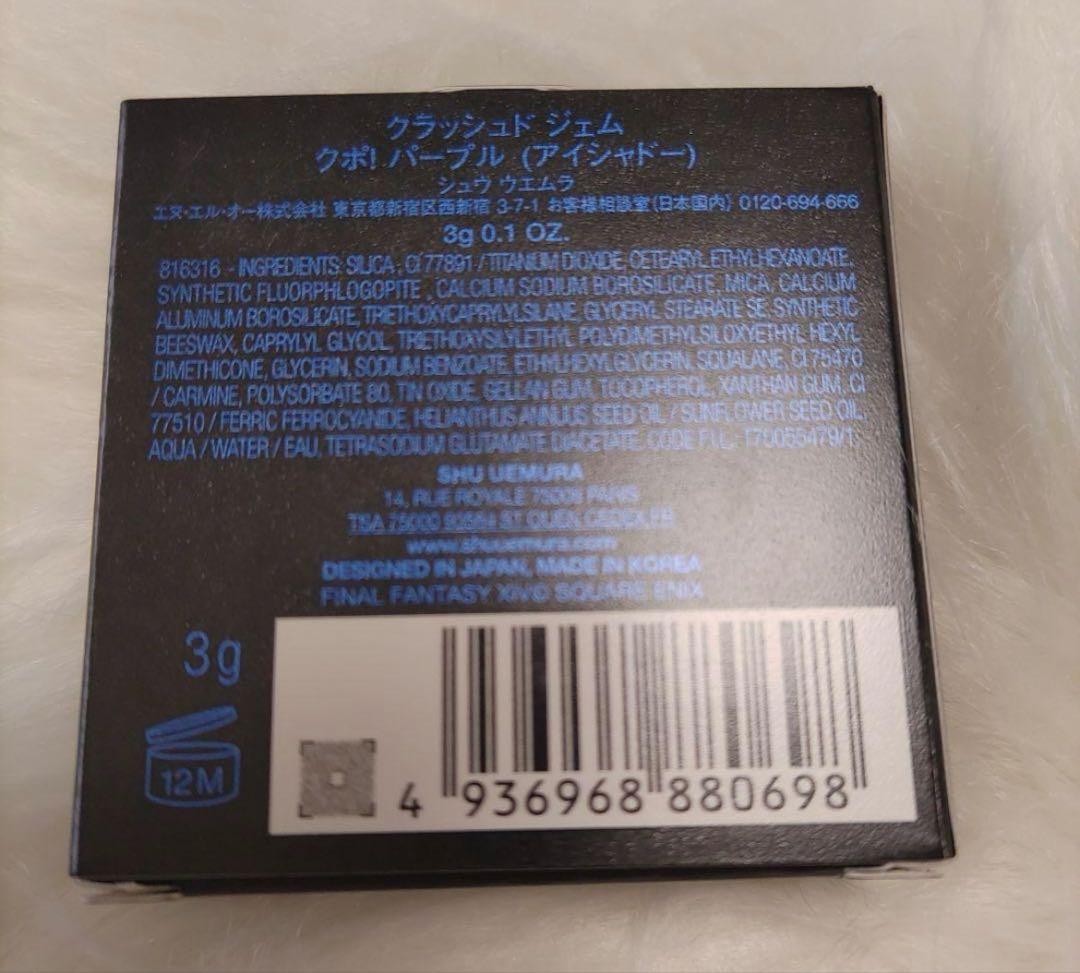 クラッシュド ジェム
クポ! パープル (アイシャドー)
シュウ ウエムラ
エヌ・エル・オー株式会社 東京都新宿区西新宿 3-7-1 お客様相談室(日本国内) 0120-694-666
3g 0.1 OZ.
816316 - INGREDIENTS: SILICA, CI 77891 / TITANIUM DIOXIDE, CETEARYL ETHYLHEXANOATE,
SYNTHETIC FLUORPHLOGOPITE, CALCIUM SODIUM BOROSILICATE, MICA, CALCIUM
ALUMINUM BOROSILICATE, TRIETHOXYCAPRYLYLSILANE, GLYCERYL STEARATE SE, SYNTHETIC
BEESWAX, CAPRYLYL GLYCOL, TRIETHOXYSILYLETHYL POLYDIMETHYLSILOXYETHYL HEXYL
DIMETHICONE, GLYCERIN, SODIUM BENZOATE, ETHYLHEXYLGLYCERIN, SQUALANE, CI 75470
/ CARMINE, POLYSORBATE 80, TIN OXIDE, GELLAN GUM, TOCOPHEROL, XANTHAN GUM, CI
77510 / FERRIC FERROCYANIDE, HELIANTHUS ANNUUS SEED OIL / SUNFLOWER SEED OIL,
AQUA / WATER / EAU, TETRASODIUM GLUTAMATE DIACETATE, CODE F.I.L.: T70055479/1.
SHU UEMURA
14, RUE ROYALE 75008 PARIS
TSA 75000 ST OUEN CEDEX FR
www.shuuemura.com
DESIGNED IN JAPAN, MADE IN KOREA
FINAL FANTASY XIV© SQUARE ENIX
3g
12M
4 936968 880698